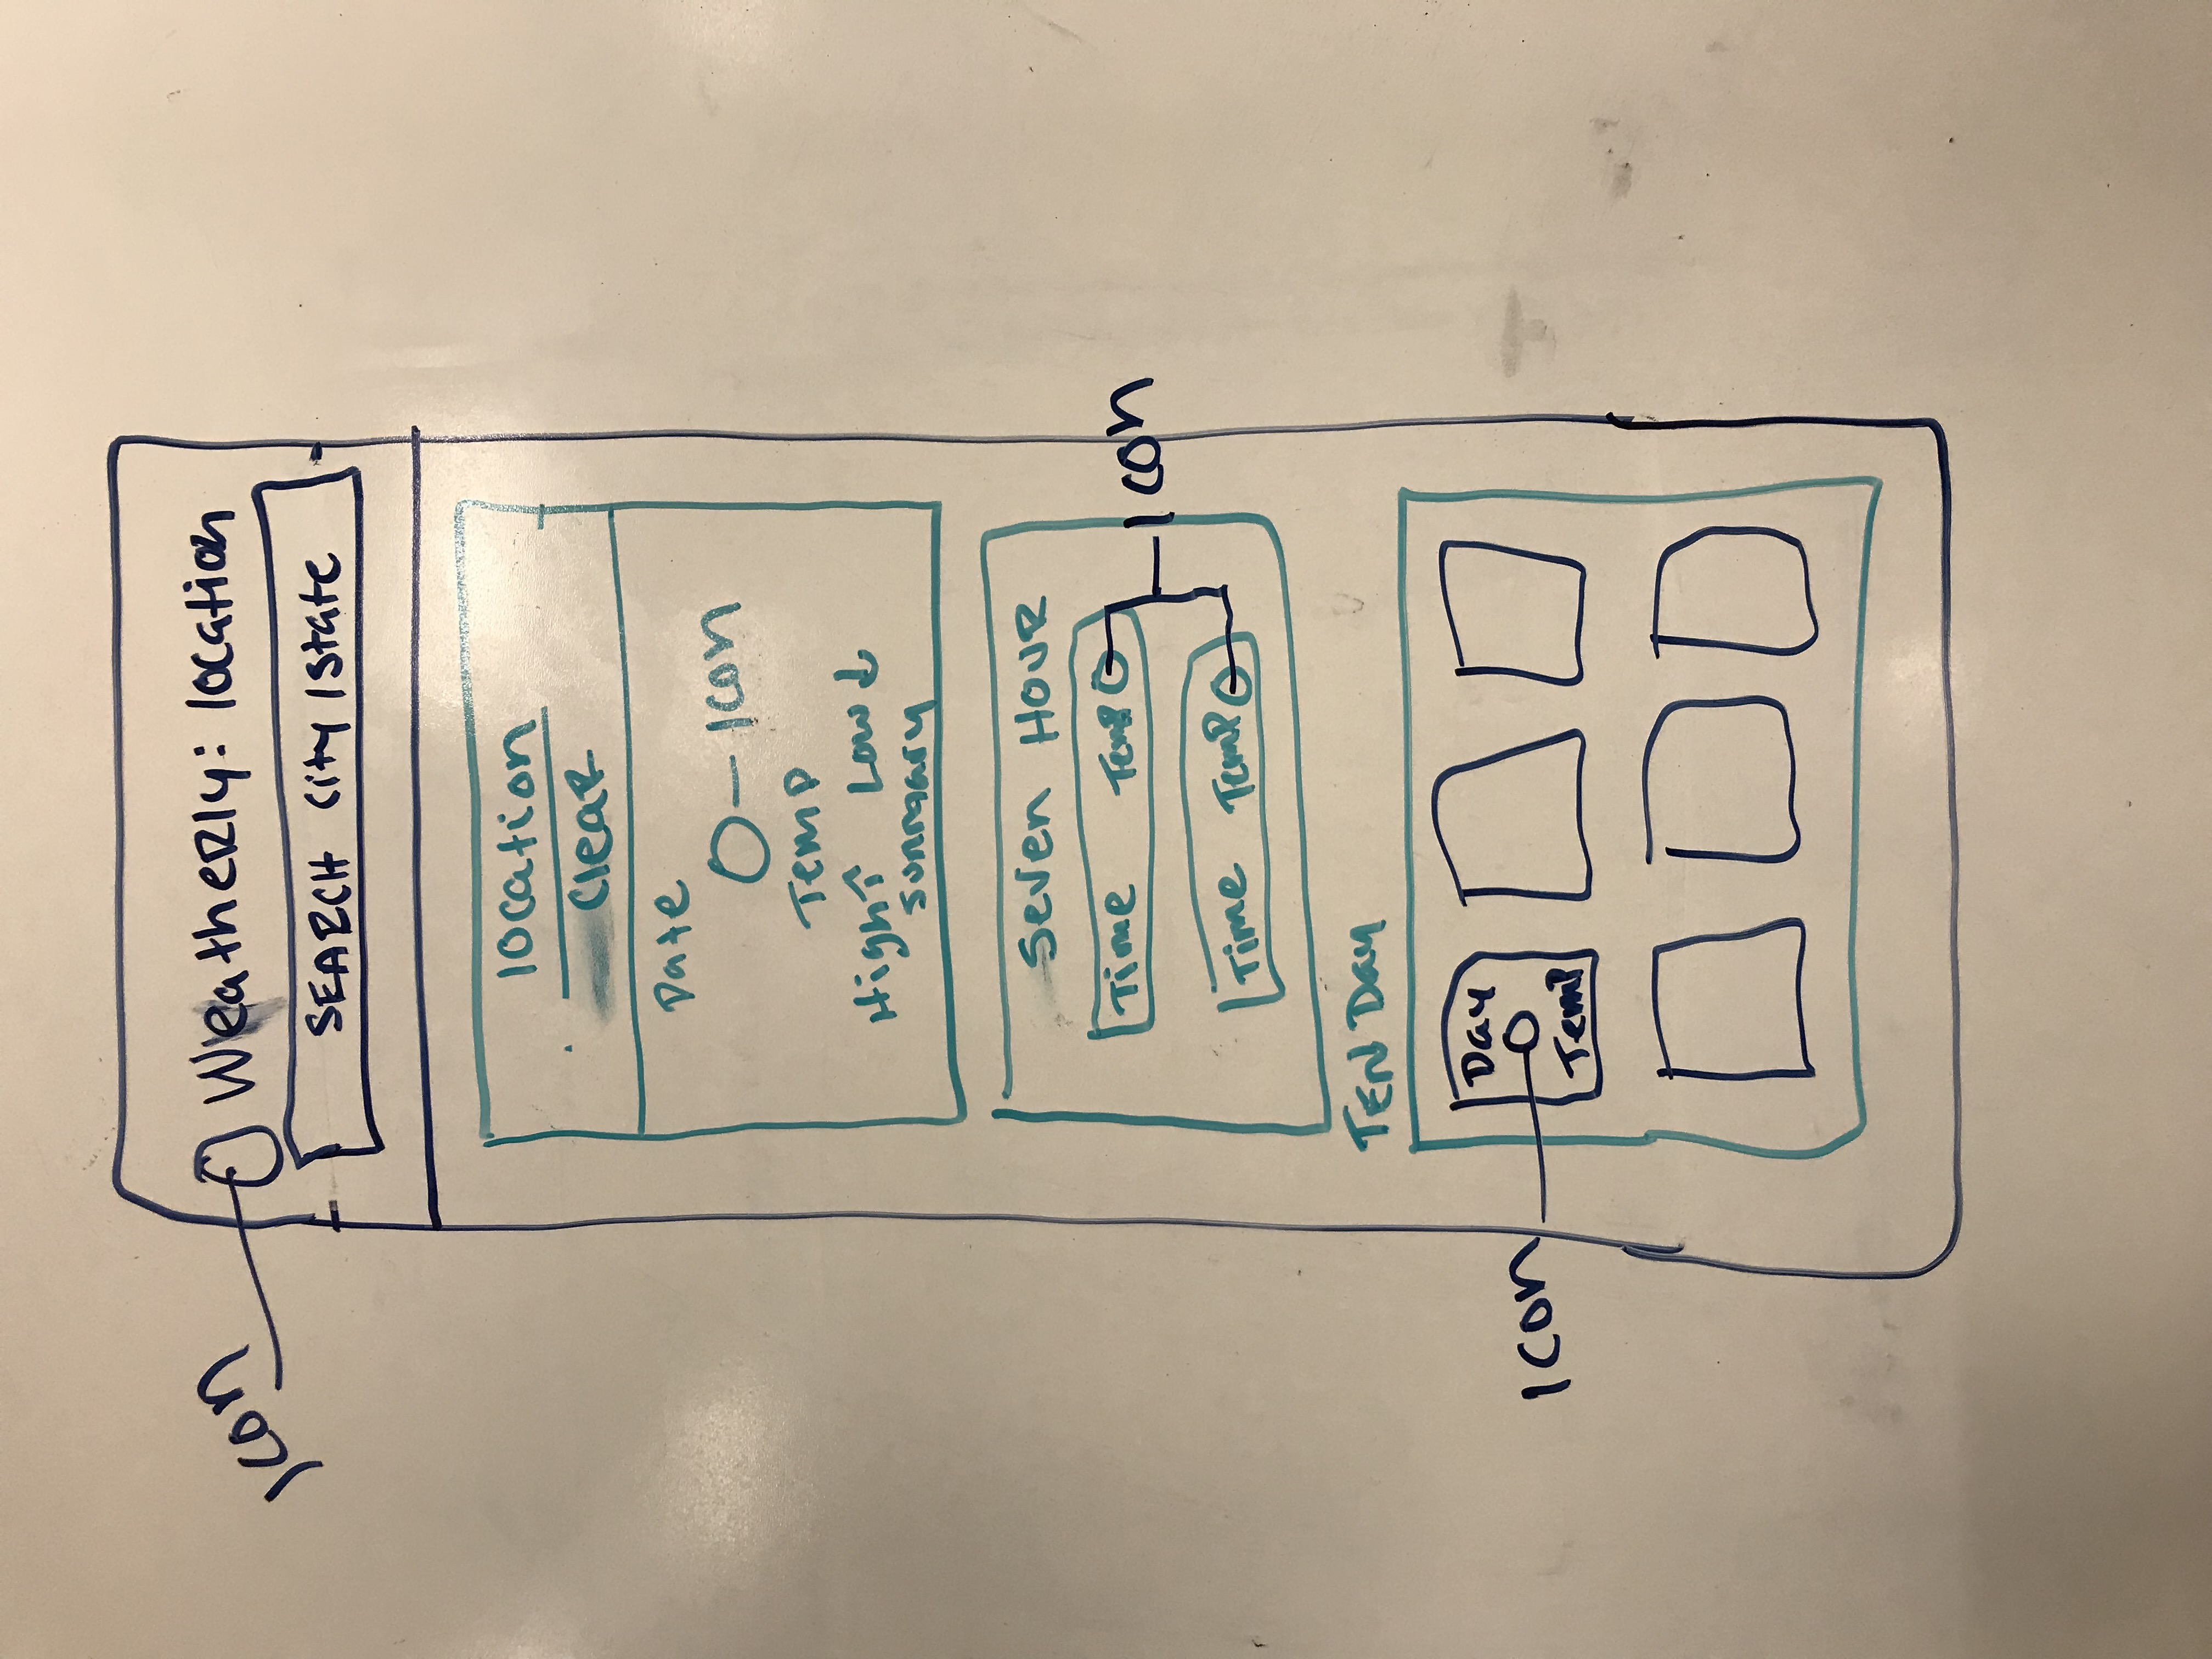 Icon
Weatherly: location
SEARCH City/State
location
Clear
Date
Icon
Temp
High↑ Low↓
Summary
Seven HOUR
Time Temp
Icon
Time Temp
TEN Day
Day
Icon
Temp